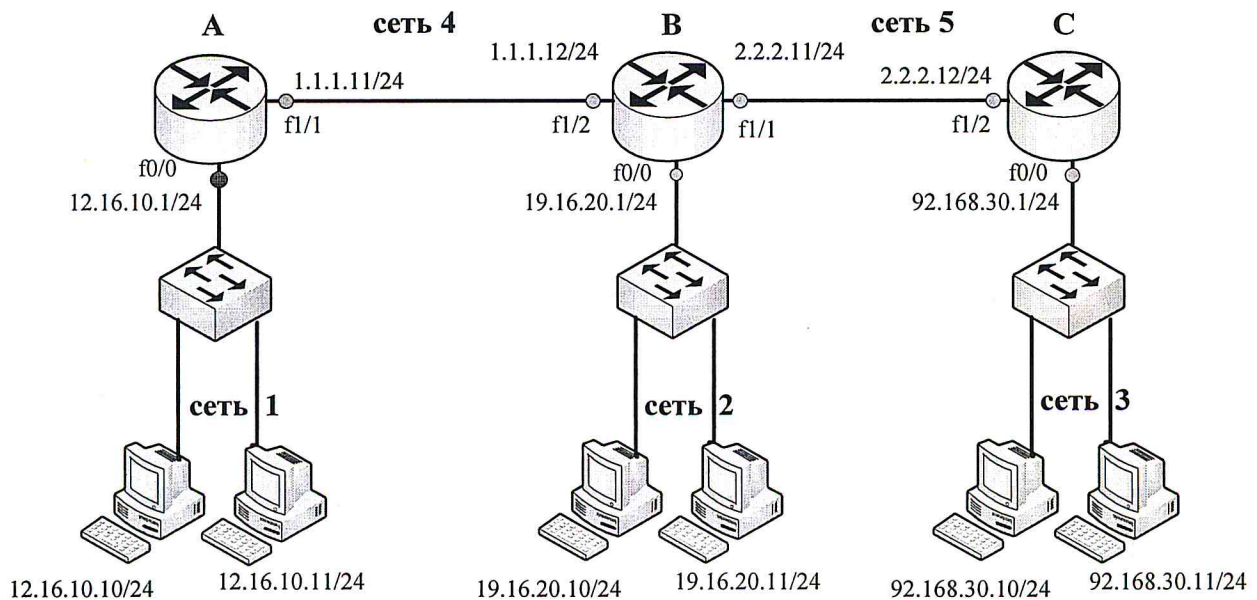 A
сеть 4
B
сеть 5
C
1.1.1.11/24
1.1.1.12/24
2.2.2.11/24
2.2.2.12/24
f1/1
f1/2
f1/1
f1/2
f0/0
f0/0
f0/0
12.16.10.1/24
19.16.20.1/24
92.168.30.1/24
сеть 1
сеть 2
сеть 3
12.16.10.10/24
12.16.10.11/24
19.16.20.10/24
19.16.20.11/24
92.168.30.10/24
92.168.30.11/24